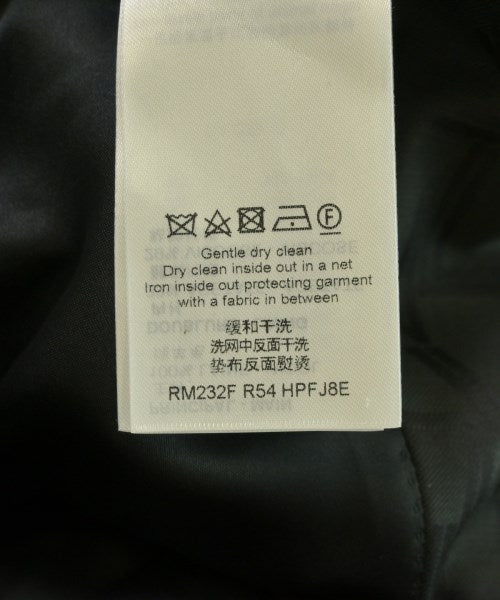 Gentle dry clean
Dry clean inside out in a net
Iron inside out protecting garment
with a fabric in between
缓和干洗
洗网中反面干洗
垫布反面熨烫
RM232F R54 HPFJ8E